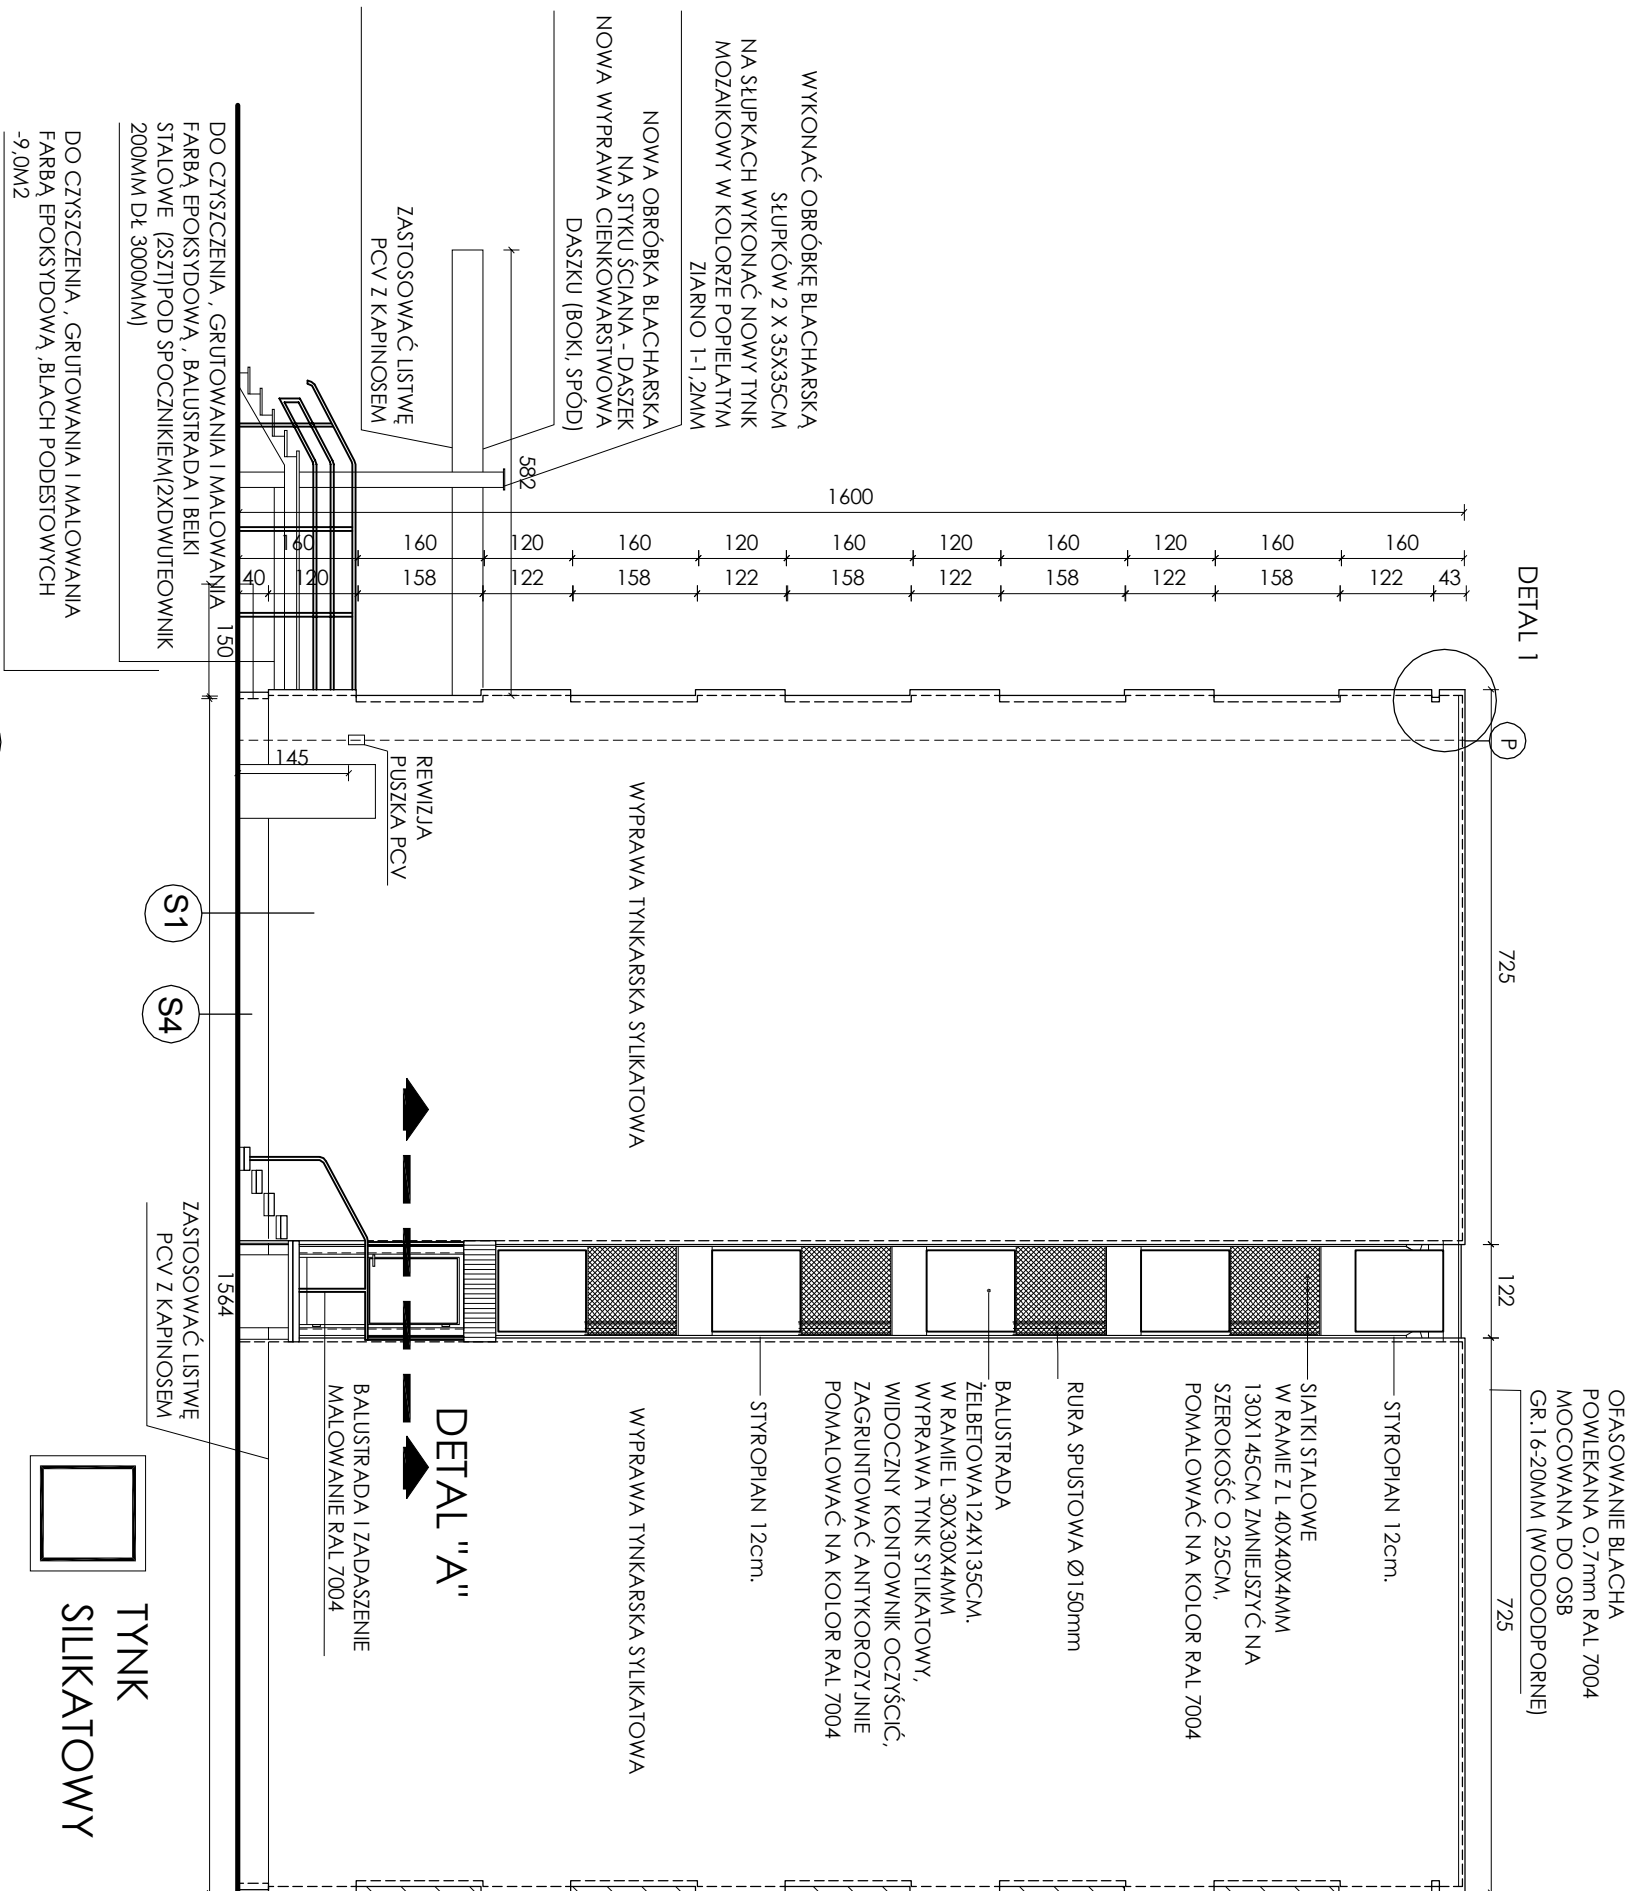 DETAL 1
P
OFASOWANIE BLACHA
POWLEKANA O,7mm RAL 7004
MOCOWANA DO OSB
GR.16-20MM (WODOODPORNE)
725
122
725
STYROPIAN 12cm.
SIATKI STALOWE
W RAMIE Z L 40X40X4MM
130X145CM ZMNIEJSZYĆ NA
SZEROKOŚĆ O 25CM,
POMALOWAĆ NA KOLOR RAL 7004
RURA SPUSTOWA Ø150mm
BALUSTRADA
ŻELBETOWA124X135CM.
W RAMIE L 30X30X4MM
WYPRAWA TYNK SYLIKATOWY,
WIDOCZNY KONTOWNIK OCZYŚCIĆ,
ZAGRUNTOWAĆ ANTYKOROZYJNIE
POMALOWAĆ NA KOLOR RAL 7004
STYROPIAN 12cm.
WYPRAWA TYNKARSKA SYLIKATOWA
WYPRAWA TYNKARSKA SYLIKATOWA
WYKONAĆ OBRÓBKĘ BLACHARSKĄ
SŁUPKÓW 2 X 35X35CM
NA SŁUPKACH WYKONAĆ NOWY TYNK
MOZAIKOWY W KOLORZE POPIELATYM
ZIARNO 1-1,2MM
NOWA OBRÓBKA BLACHARSKA
NA STYKU ŚCIANA - DASZEK
NOWA WYPRAWA CIENKOWARSTWOWA
DASZKU (BOKI, SPÓD)
ZASTOSOWAĆ LISTWĘ
PCV Z KAPINOSEM
582
1600
160
160
120
160
120
160
120
160
120
160
160
40
120
158
122
158
122
158
122
158
122
158
122
43
REWIZJA
PUSZKA PCV
145
DETAL "A"
BALUSTRADA I ZADASZENIE
MALOWANIE RAL 7004
150
1564
DO CZYSZCZENIA , GRUTOWANIA I MALOWANIA
FARBĄ EPOKSYDOWĄ , BALUSTRADA I BELKI
STALOWE (2SZT)POD SPOCZNIKIEM(2XDWUTEOWNIK
200MM DŁ 3000MM)
DO CZYSZCZENIA , GRUTOWANIA I MALOWANIA
FARBĄ EPOKSYDOWĄ ,BLACH PODESTOWYCH
-9,0M2
S1
S4
ZASTOSOWAĆ LISTWĘ
PCV Z KAPINOSEM
TYNK
SILIKATOWY